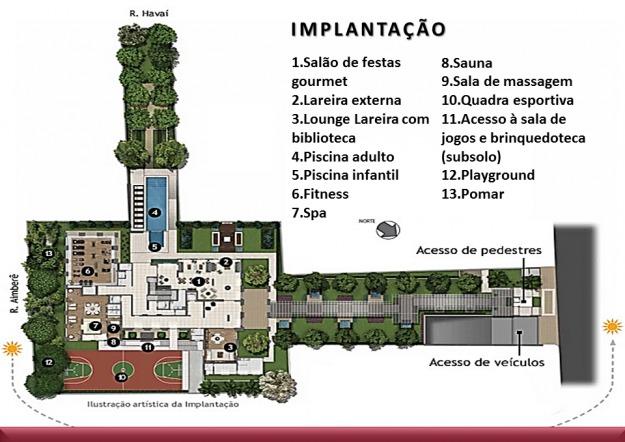 R. Havaí
IMPLANTAÇÃO
1.Salão de festas
gourmet
2.Lareira externa
3.Lounge Lareira com
biblioteca
4.Piscina adulto
5.Piscina infantil
6.Fitness
7.Spa
8.Sauna
9.Sala de massagem
10.Quadra esportiva
11.Acesso à sala de
jogos e brinquedoteca
(subsolo)
12.Playground
13.Pomar
NORTE
Acesso de pedestres
R. Aimberê
4
5
13
2
6
1
7
9
8
11
3
12
10
Acesso de veículos
Ilustração artística da Implantação